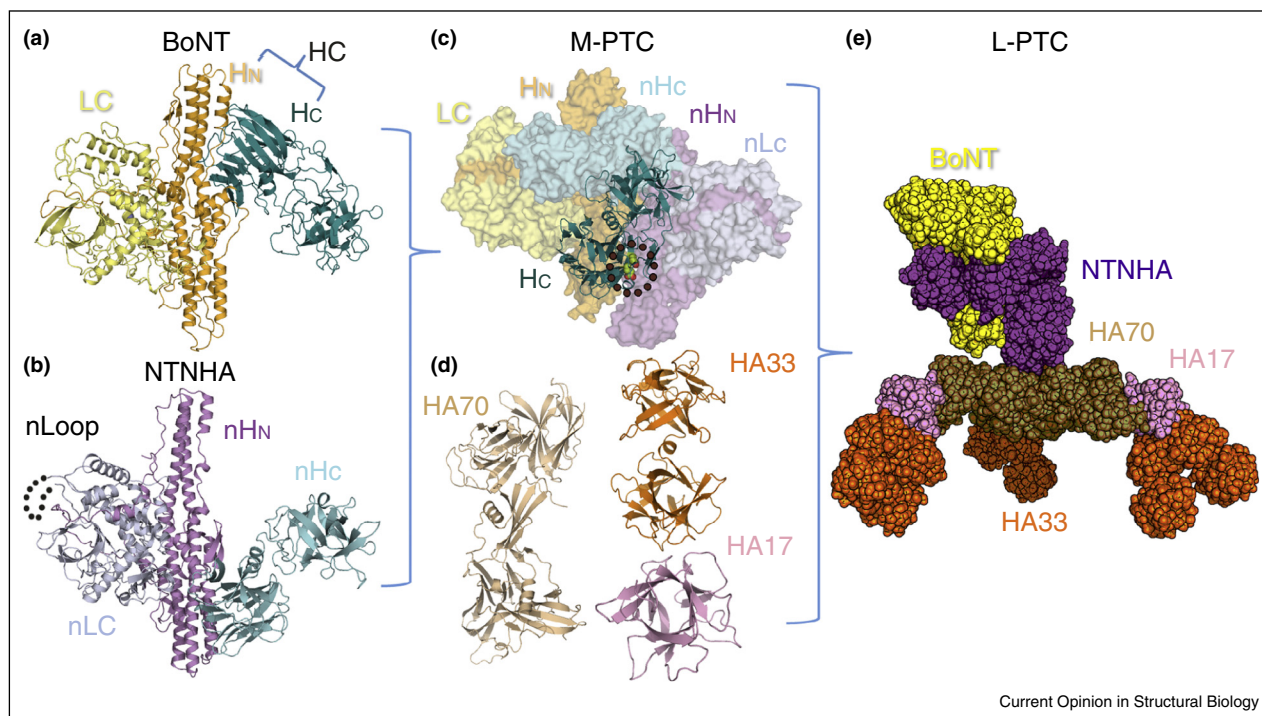 (a)
BoNT
HN
HC
LC
Hc
(b)
NTNHA
nLoop
nHN
nHc
nLC
(c)
M-PTC
HN
nHc
LC
nHN
nLc
Hc
(d)
HA33
HA70
HA17
(e)
L-PTC
BoNT
NTNHA
HA70
HA17
HA33
Current Opinion in Structural Biology